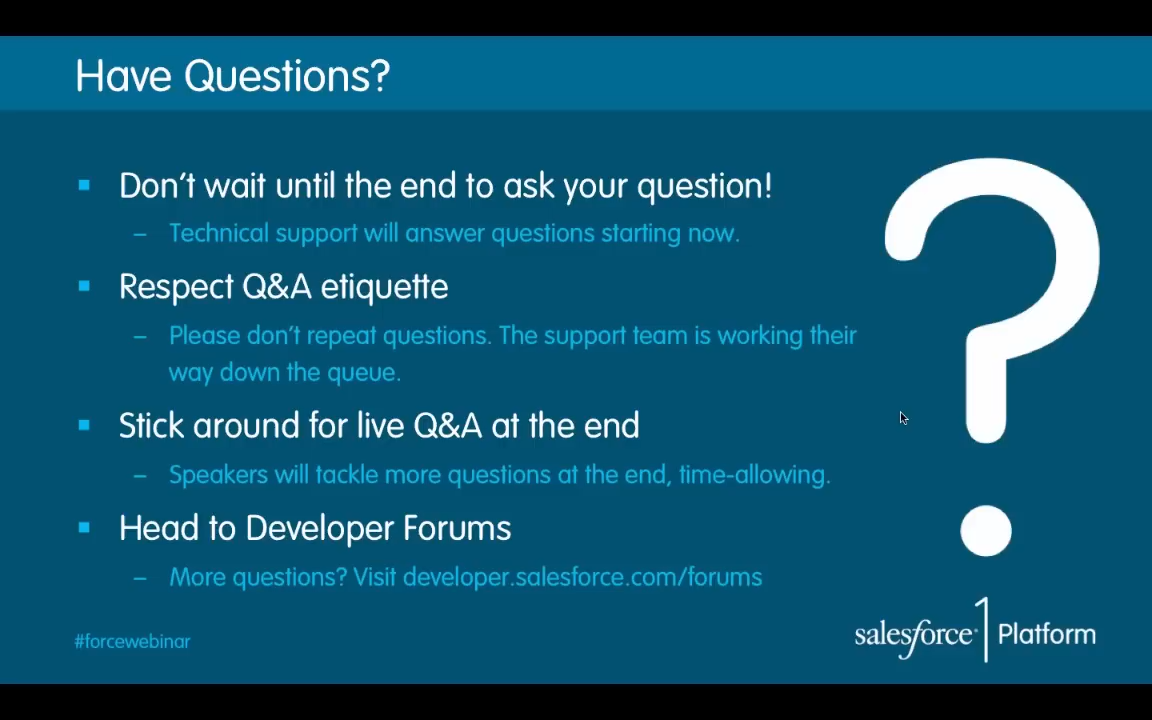 Have Questions?
Don't wait until the end to ask your question!
– Technical support will answer questions starting now.
Respect Q&A etiquette
– Please don't repeat questions. The support team is working their
way down the queue.
Stick around for live Q&A at the end
– Speakers will tackle more questions at the end, time-allowing.
Head to Developer Forums
– More questions? Visit developer.salesforce.com/forums
#forcewebinar
salesforce1 Platform